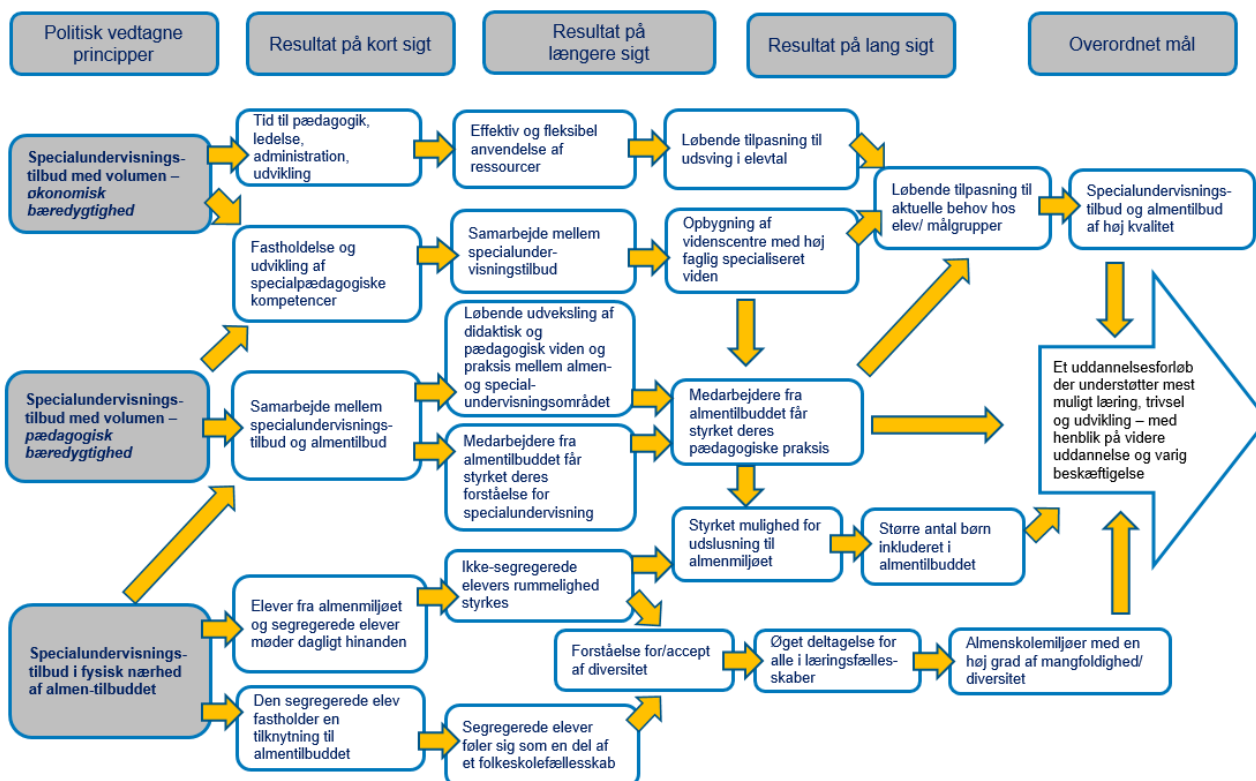 Politisk vedtagne
principper
Resultat på kort sigt
Resultat på
længere sigt
Resultat på lang sigt
Overordnet mål
Specialundervisnings-
tilbud med volumen –
økonomisk
bæredygtighed
Tid til pædagogik,
ledelse,
administration,
udvikling
Effektiv og fleksibel
anvendelse af
ressourcer
Løbende tilpasning til
udsving i elevtal
Løbende tilpasning til
aktuelle behov hos
elev/ målgrupper
Specialundervisnings-
tilbud og almentilbud
af høj kvalitet
Fastholdelse og
udvikling af
specialpædagogiske
kompetencer
Samarbejde mellem
specialunder-
visningstilbud
Opbygning af
videnscentre med høj
faglig specialiseret
viden
Specialundervisnings-
tilbud med volumen –
pædagogisk
bæredygtighed
Samarbejde mellem
specialundervisnings-
tilbud og almentilbud
Løbende udveksling af
didaktisk og
pædagogisk viden og
praksis mellem almen-
og special-
undervisningsområdet
Medarbejdere fra
almentilbuddet får
styrket deres
forståelse for
specialundervisning
Medarbejdere fra
almentilbuddet får
styrket deres
pædagogiske praksis
Et uddannelsesforløb
der understøtter mest
muligt læring, trivsel
og udvikling – med
henblik på videre
uddannelse og varig
beskæftigelse
Styrket mulighed for
udslusning til
almenmiljøet
Større antal børn
inkluderet i
almentilbuddet
Specialundervisnings-
tilbud i fysisk nærhed
af almen-tilbuddet
Elever fra almenmiljøet
og segregerede elever
møder dagligt hinanden
Ikke-segregerede
elevers rummelighed
styrkes
Forståelse for/accept
af diversitet
Øget deltagelse for
alle i læringsfælles-
skaber
Almenskolemiljøer med en
høj grad af mangfoldighed/
diversitet
Den segregerede elev
fastholder en
tilknytning til
almentilbuddet
Segregerede elever
føler sig som en del af
et folkeskolefællesskab